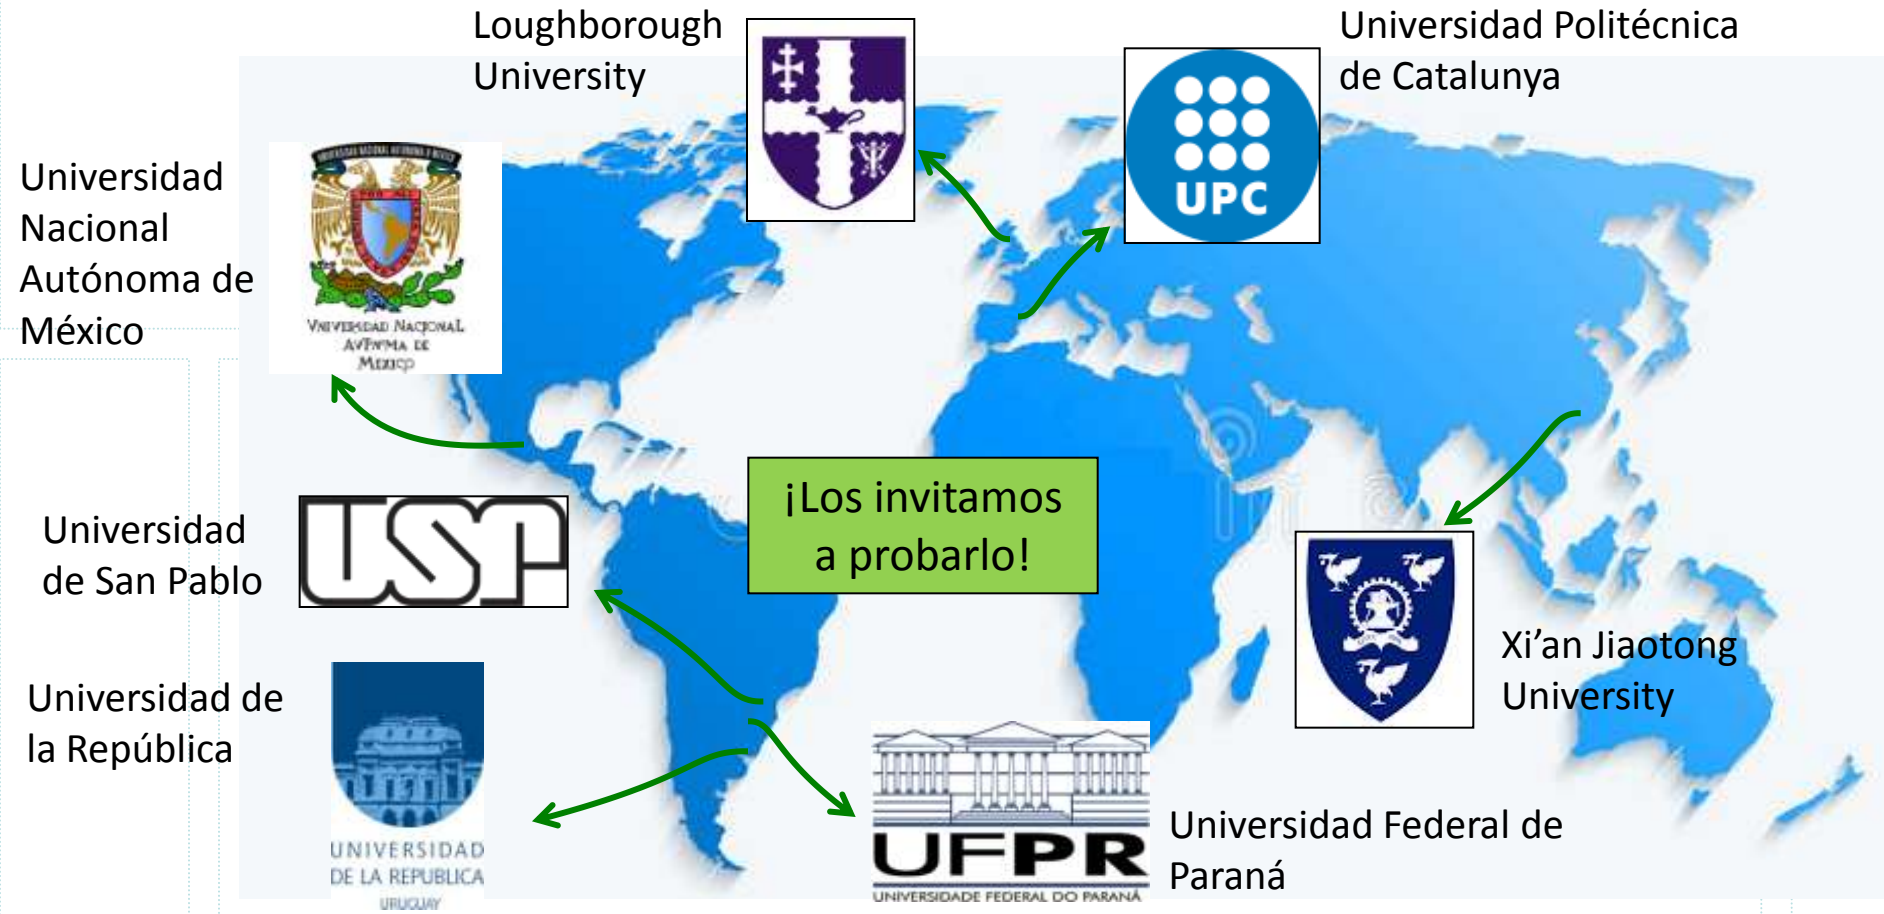 Loughborough
University
Universidad Politécnica
de Catalunya
UPC
Universidad
Nacional
Autónoma de
México
VNIVERSIDAD NACIONAL
AVTNMA DE
MEXICO
Universidad
de San Pablo
USP
¡Los invitamos
a probarlo!
Xi’an Jiaotong
University
Universidad de
la República
UNIVERSIDAD
DE LA REPUBLICA
URUGUAY
UFPR
UNIVERSIDADE FEDERAL DO PARANÁ
Universidad Federal de
Paraná